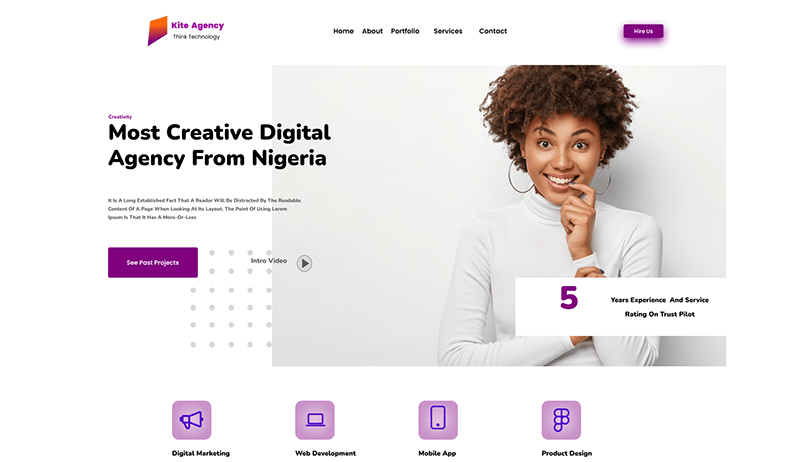 Kite Agency
Think Technology
Home About Portfolio Services Contact
Hire Us
Creativity
Most Creative Digital
Agency From Nigeria
It Is A Long Established Fact That A Reader Will Be Distracted By The Readable
Content Of A Page When Looking At Its Layout. The Point Of Using Lorem
Ipsum Is That It Has A More-Or-Less
See Past Projects
Intro Video
5
Years Experience And Service
Rating On Trust Pilot
Digital Marketing
Web Development
Mobile App
Product Design